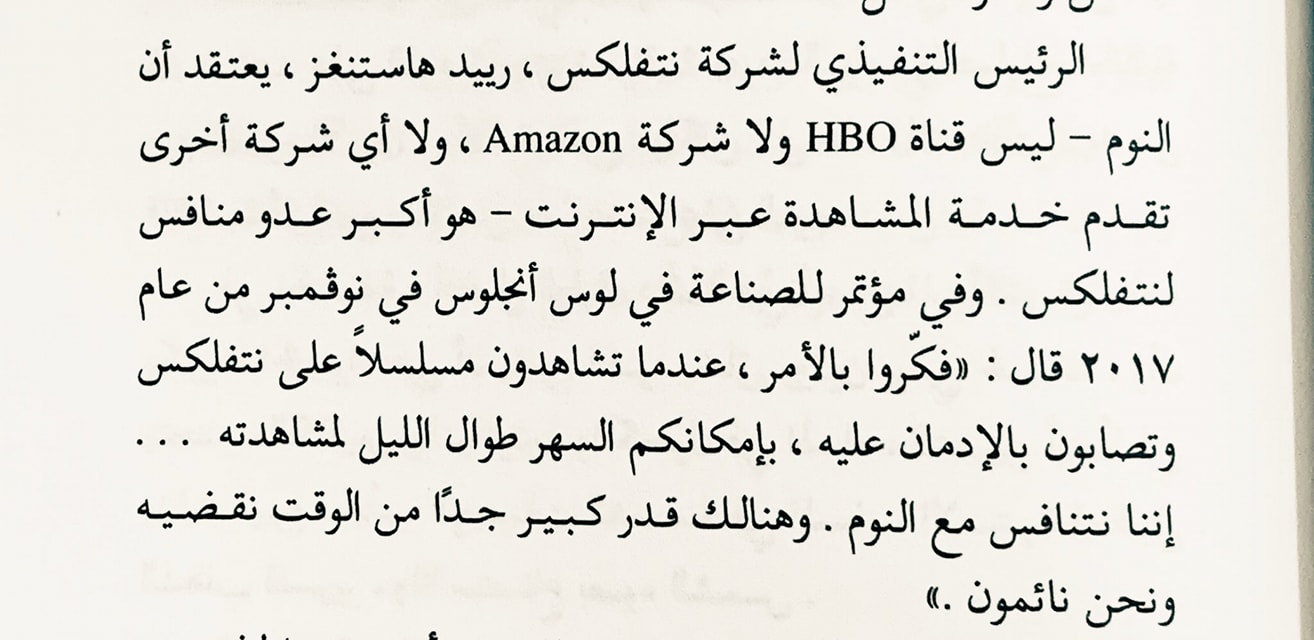 الرئيس التنفيذي لشركة نتفلكس ، رييد هاستنغز ، يعتقد أن
النوم – ليس قناة HBO ولا شركة Amazon ، ولا أي شركة أخرى
تقدم خدمة المشاهدة عبر الإنترنت – هو أكبر عدو منافس
لنتفلكس . وفي مؤتمر للصناعة في لوس أنجلوس في نوڤمبر من عام
٢٠١٧ قال : «فكّروا بالأمر ، عندما تشاهدون مسلسلاً على نتفلكس
وتصابون بالإدمان عليه ، بإمكانكم السهر طوال الليل لمشاهدته ...
إننا نتنافس مع النوم . وهنالك قدر كبير جدًا من الوقت نقضيه
ونحن نائمون .»